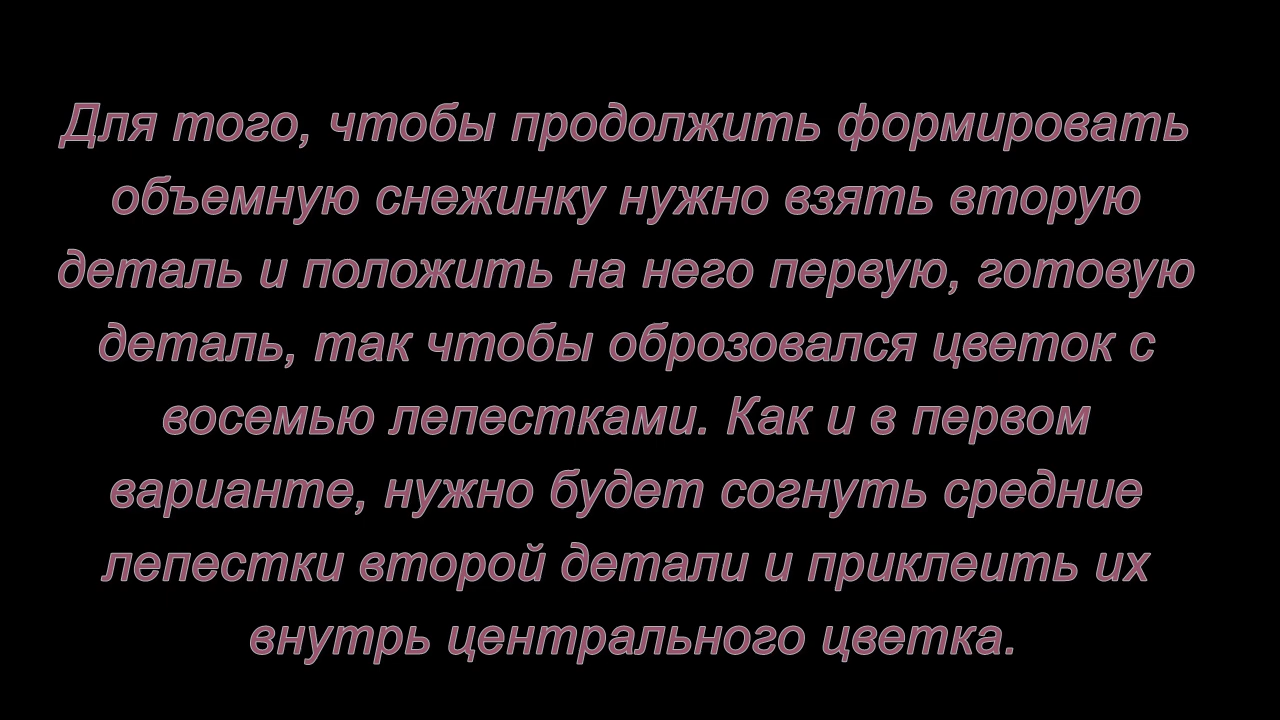 Для того, чтобы продолжить формировать
объемную снежинку нужно взять вторую
деталь и положить на него первую, готовую
деталь, так чтобы оброзовался цветок с
восемью лепестками. Как и в первом
варианте, нужно будет согнуть средние
лепестки второй детали и приклеить их
внутрь центрального цветка.